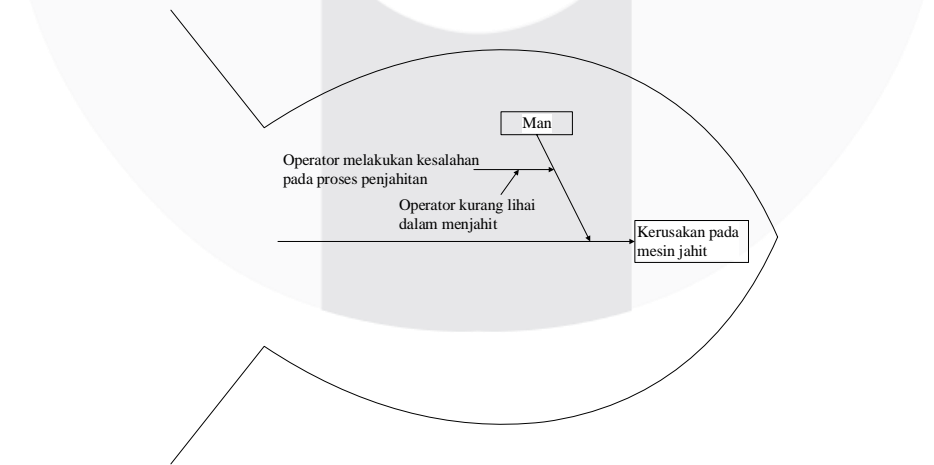 Man
Operator melakukan kesalahan
pada proses penjahitan
Operator kurang lihai
dalam menjahit
Kerusakan pada
mesin jahit